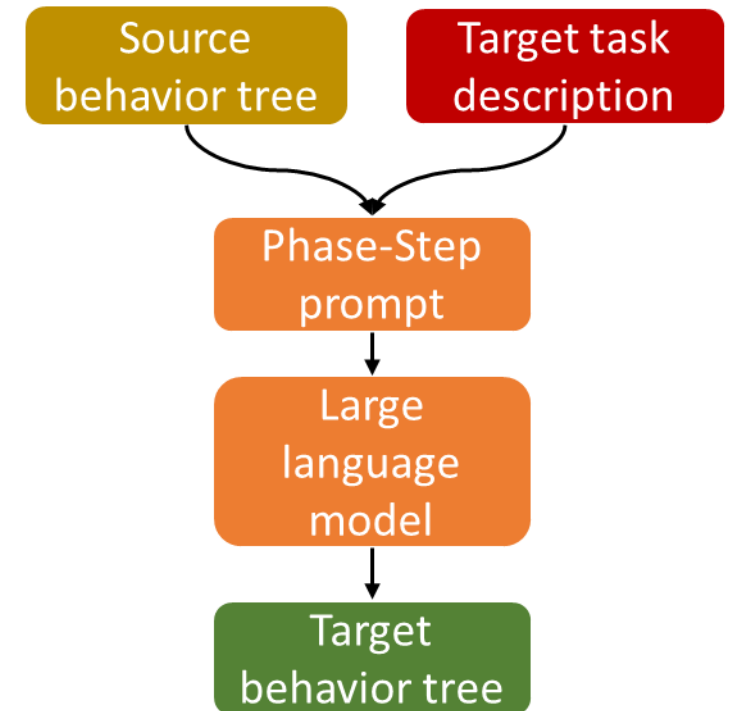 Source
behavior tree
Target task
description
Phase-Step
prompt
Large
language
model
Target
behavior tree